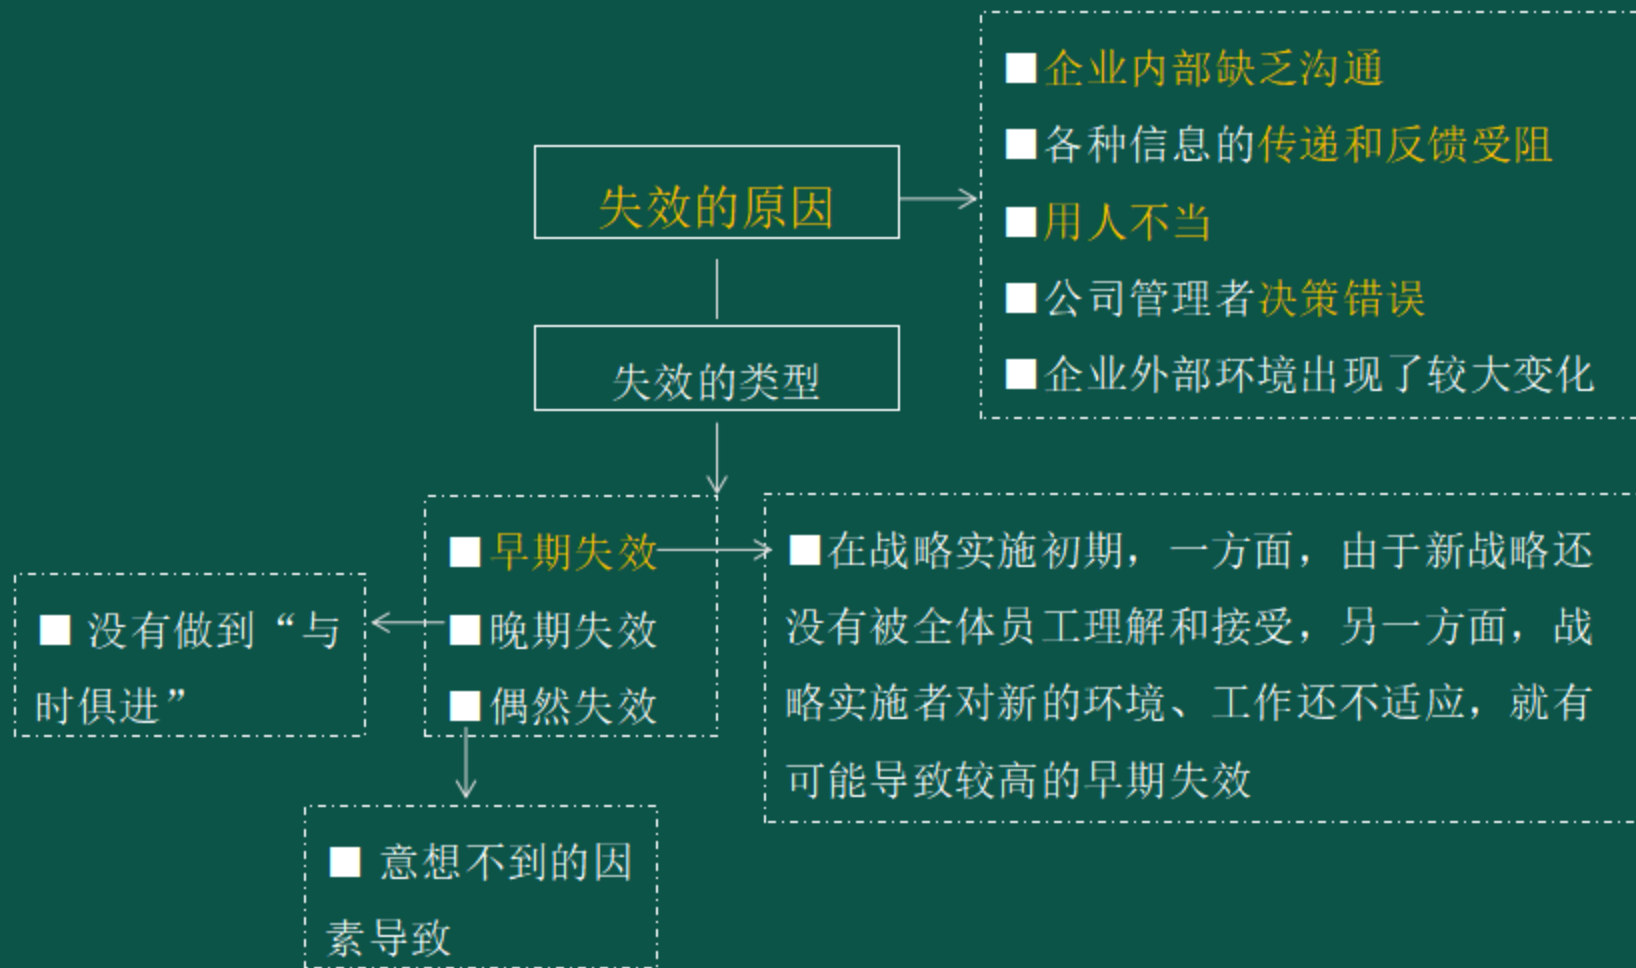 失效的原因
■企业内部缺乏沟通
■各种信息的传递和反馈受阻
■用人不当
■公司管理者决策错误
■企业外部环境出现了较大变化
失效的类型
■早期失效
■晚期失效
■偶然失效
■在战略实施初期，一方面，由于新战略还
没有被全体员工理解和接受，另一方面，战
略实施者对新的环境、工作还不适应，就有
可能导致较高的早期失效
■ 没有做到“与
时俱进”
■ 意想不到的因
素导致